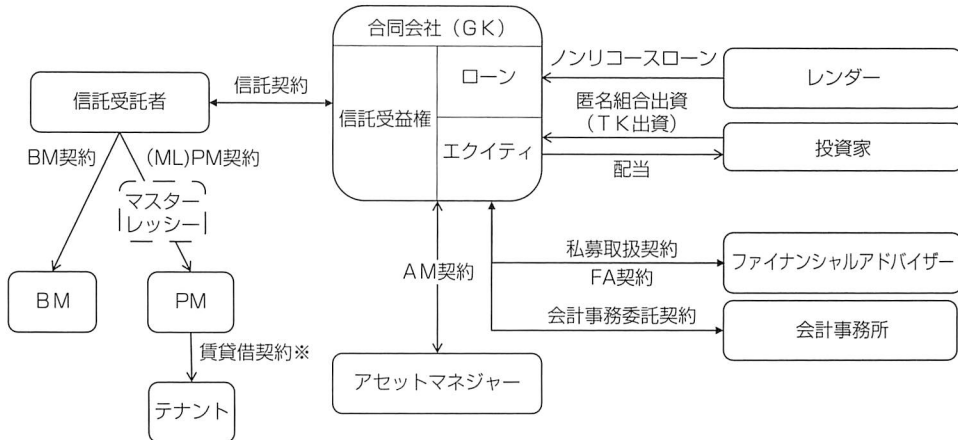 合同会社（GK）
ローン
信託受益権
エクイティ
信託受託者
信託契約
ノンリコースローン
レンダー
匿名組合出資
（TK出資）
配当
投資家
BM契約
(ML)PM契約
マスター
レッシー
BM
PM
賃貸借契約※
テナント
AM契約
アセットマネジャー
私募取扱契約
FA契約
ファイナンシャルアドバイザー
会計事務委託契約
会計事務所